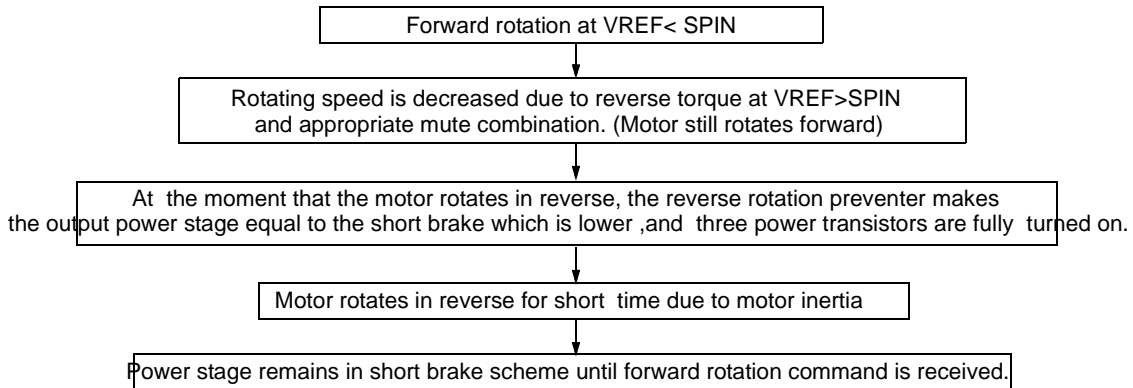 Forward rotation at VREF< SPIN
Rotating speed is decreased due to reverse torque at VREF>SPIN
and appropriate mute combination. (Motor still rotates forward)
At the moment that the motor rotates in reverse, the reverse rotation preventer makes
the output power stage equal to the short brake which is lower ,and three power transistors are fully turned on.
Motor rotates in reverse for short time due to motor inertia
Power stage remains in short brake scheme until forward rotation command is received.